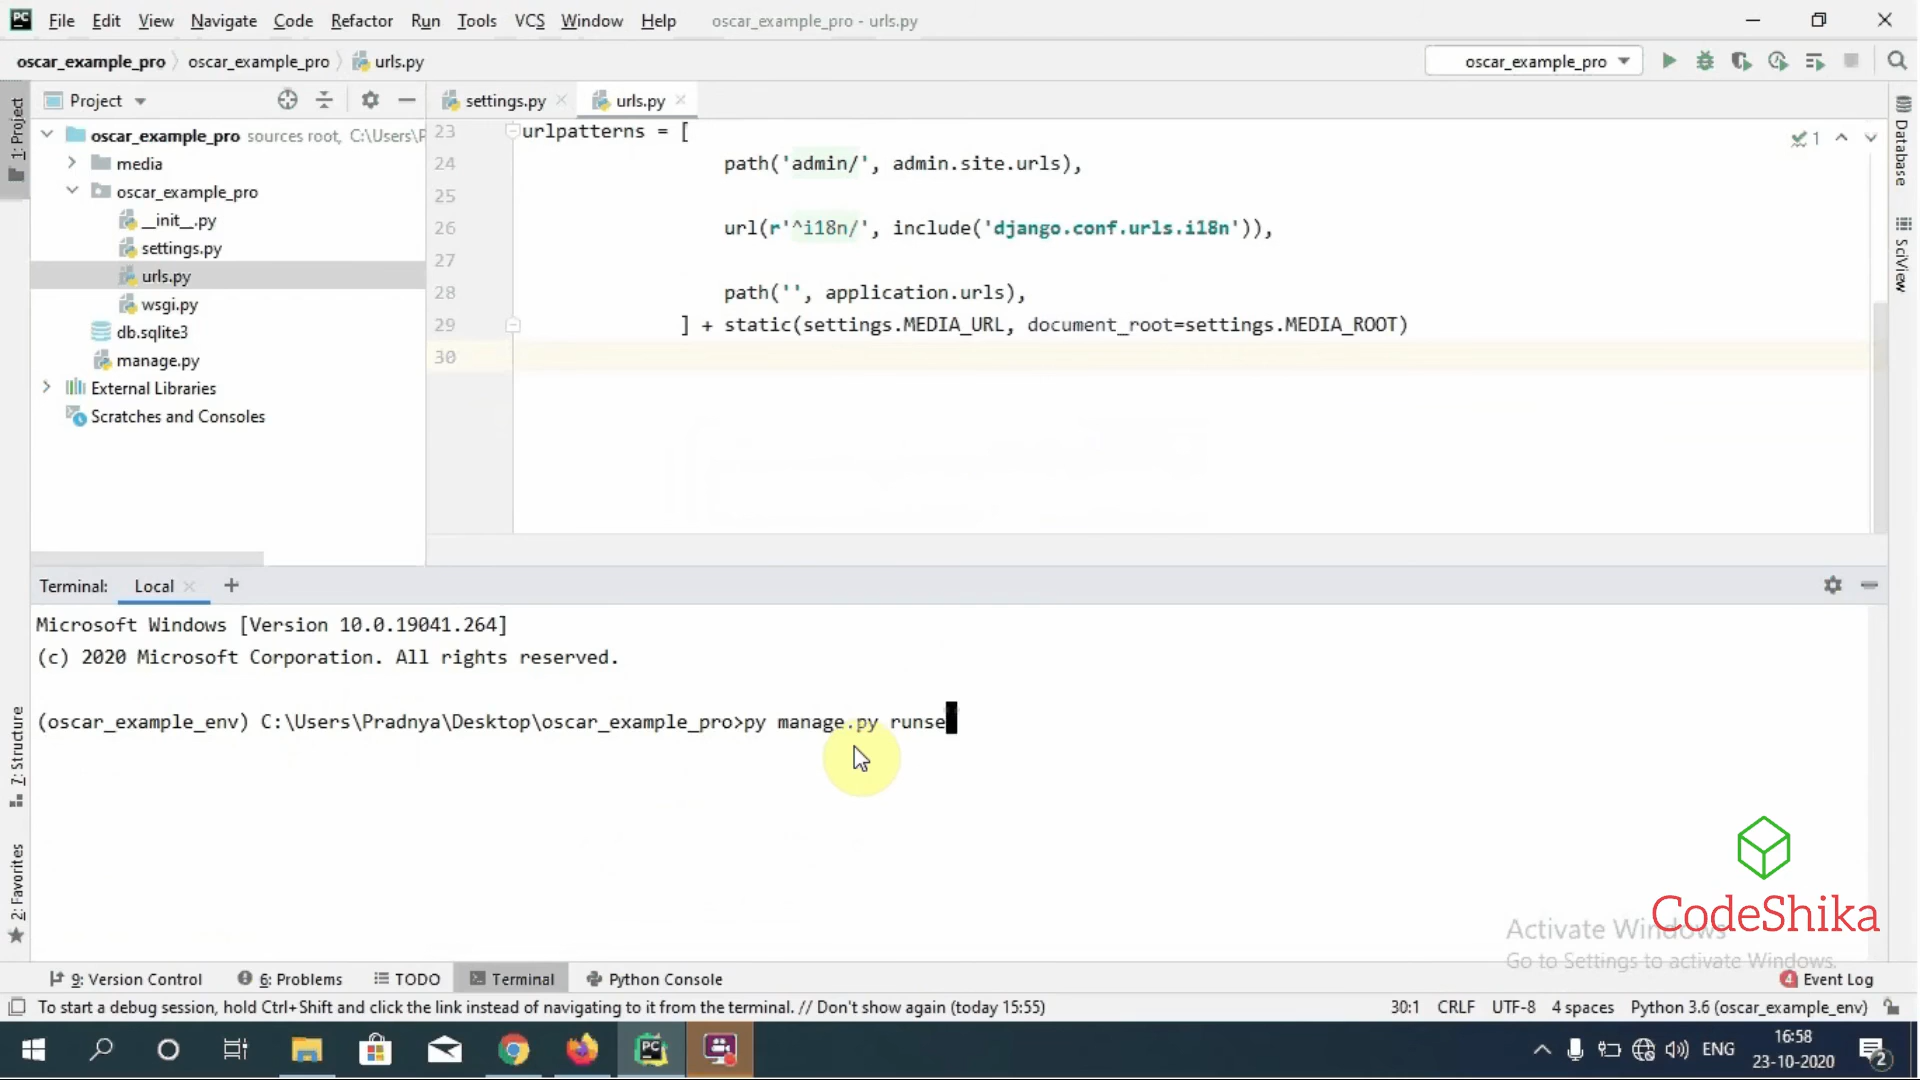 PC File Edit View Navigate Code Refactor Run Tools VCS Window Help oscar_example_pro - urls.py
oscar_example_pro oscar_example_pro urls.py oscar_example_pro
1: Project
Project
settings.py urls.py
oscar_example_pro sources root, C:\Users\P
media
oscar_example_pro
__init__.py
settings.py
urls.py
wsgi.py
db.sqlite3
manage.py
External Libraries
Scratches and Consoles
23 urlpatterns = [
24 path('admin/', admin.site.urls),
25
26 url(r'^i18n/', include('django.conf.urls.i18n')),
27
28 path('', application.urls),
29 ] + static(settings.MEDIA_URL, document_root=settings.MEDIA_ROOT)
30
1
Database
SciView
Terminal: Local +
Microsoft Windows [Version 10.0.19041.264]
(c) 2020 Microsoft Corporation. All rights reserved.
(oscar_example_env) C:\Users\Pradnya\Desktop\oscar_example_pro>py manage.py runse
7: Structure
2: Favorites
CodeShika
Activate Windows
Go to Settings to activate Windows.
9: Version Control 6: Problems TODO Terminal Python Console 4 Event Log
To start a debug session, hold Ctrl+Shift and click the link instead of navigating to it from the terminal. // Don't show again (today 15:55) 30:1 CRLF UTF-8 4 spaces Python 3.6 (oscar_example_env)
PC ENG 16:58
23-10-2020 2